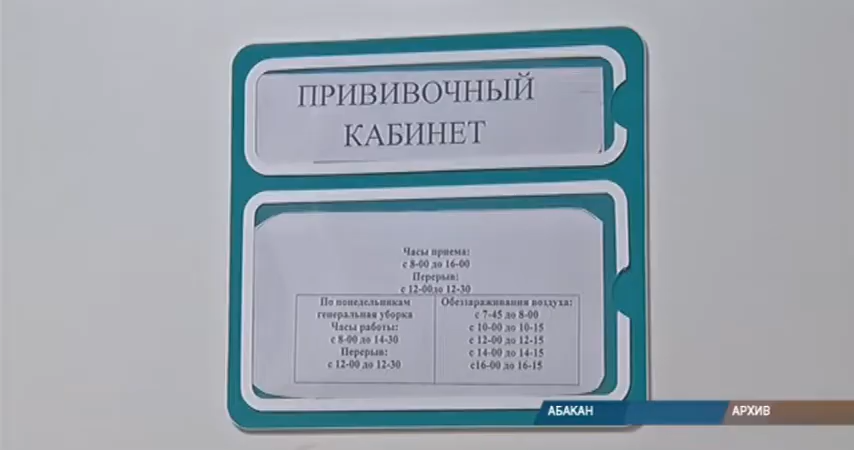 ПРИВИВОЧНЫЙ
КАБИНЕТ
Часы приема:
с 8-00 до 16-00
Перерыв:
с 12-00до 12-30
По понедельникам
генеральная уборка
Часы работы:
с 8-00 до 14-30
Перерыв:
с 12-00 до 12-30
Обеззараживания воздуха:
с 7-45 до 8-00
с 10-00 до 10-15
с 12-00 до 12-15
с 14-00 до 14-15
с16-00 до 16-15
АБАКАН
АРХИВ